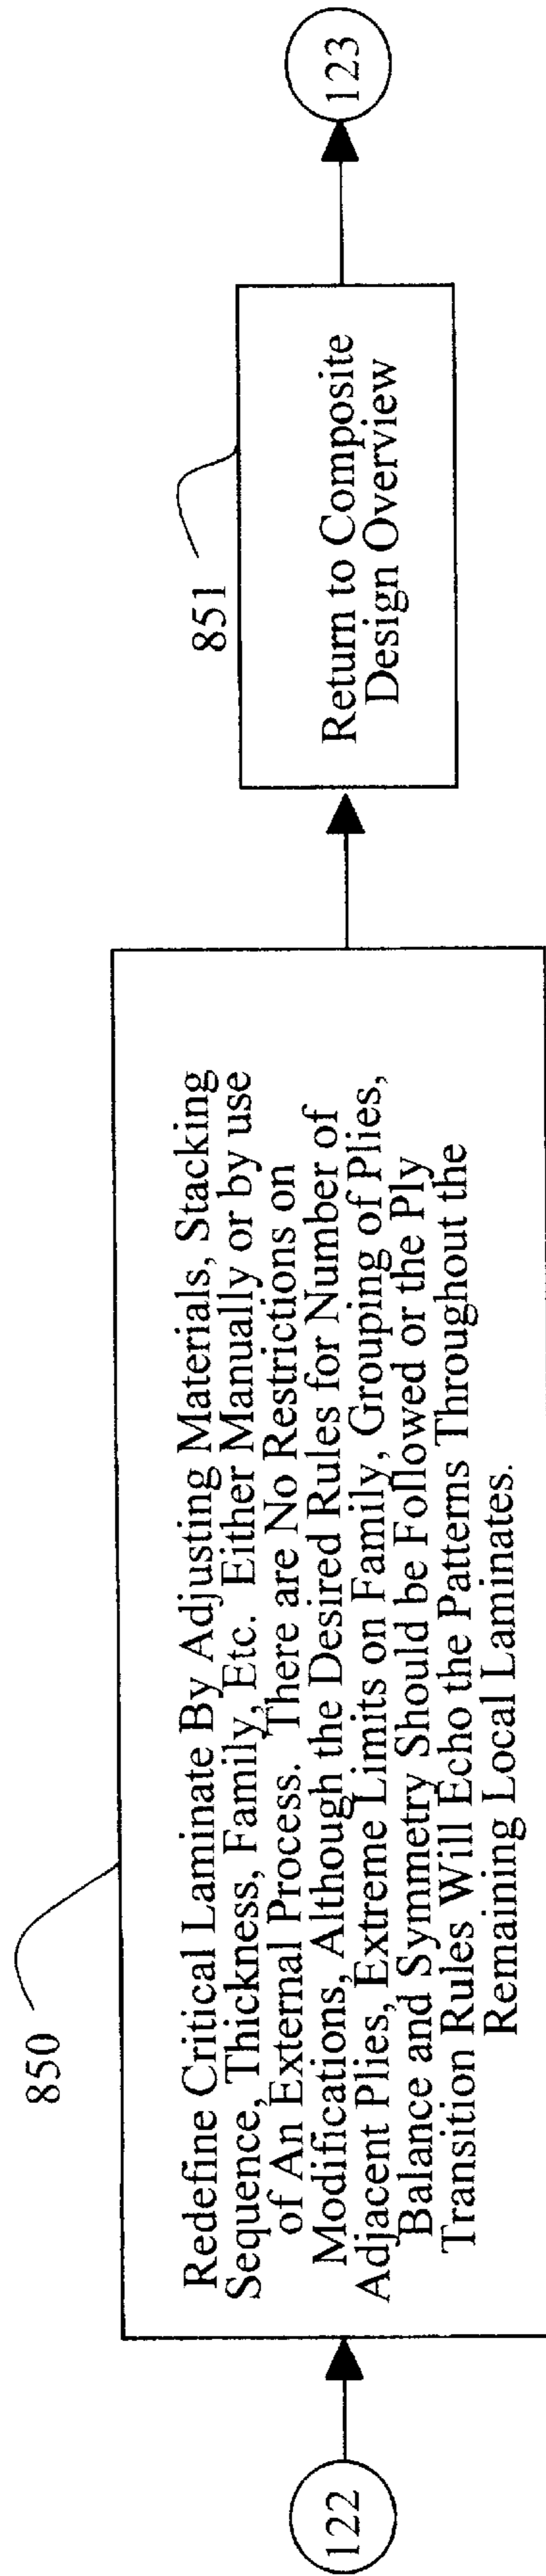 122
850
Redefine Critical Laminate By Adjusting Materials, Stacking
Sequence, Thickness, Family, Etc. Either Manually or by use
of An External Process. There are No Restrictions on
Modifications, Although the Desired Rules for Number of
Adjacent Plies, Extreme Limits on Family, Grouping of Plies,
Balance and Symmetry Should be Followed or the Ply
Transition Rules Will Echo the Patterns Throughout the
Remaining Local Laminates.
851
Return to Composite
Design Overview
123